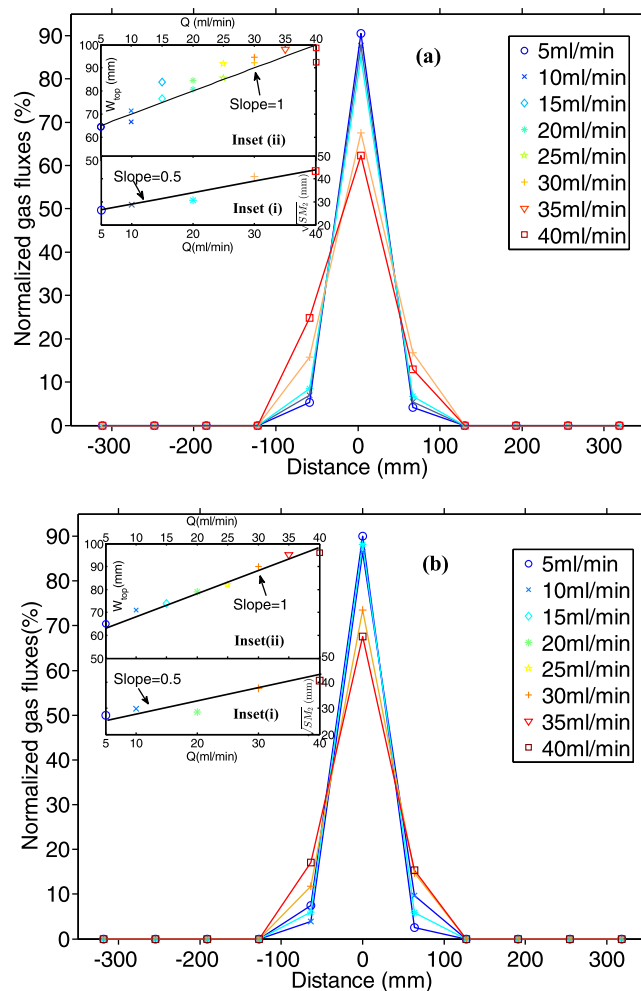 Q (ml/min)
5 10 15 20 25 30 35 40
(a)
5ml/min
10ml/min
15ml/min
20ml/min
25ml/min
30ml/min
35ml/min
40ml/min
Normalized gas fluxes (%)
90
80
70
60
50
40
30
20
10
0
100
90
80
70
60
50
W_top (mm)
Slope=1
Inset (ii)
Slope=0.5
Inset (i)
50
40
30
20
√SM₂ (mm)
5 10 20 30 40
Q(ml/min)
-300 -200 -100 0 100 200 300
Distance (mm)
Q(ml/min)
5 10 15 20 25 30 35 40
(b)
5ml/min
10ml/min
15ml/min
20ml/min
25ml/min
30ml/min
35ml/min
40ml/min
Normalized gas fluxes(%)
90
80
70
60
50
40
30
20
10
0
100
90
80
70
60
50
W_top(mm)
Slope=1
Inset(ii)
Slope=0.5
Inset(i)
50
40
30
20
√SM₂ (mm)
5 10 20 30 40
Q(ml/min)
-300 -200 -100 0 100 200 300
Distance (mm)